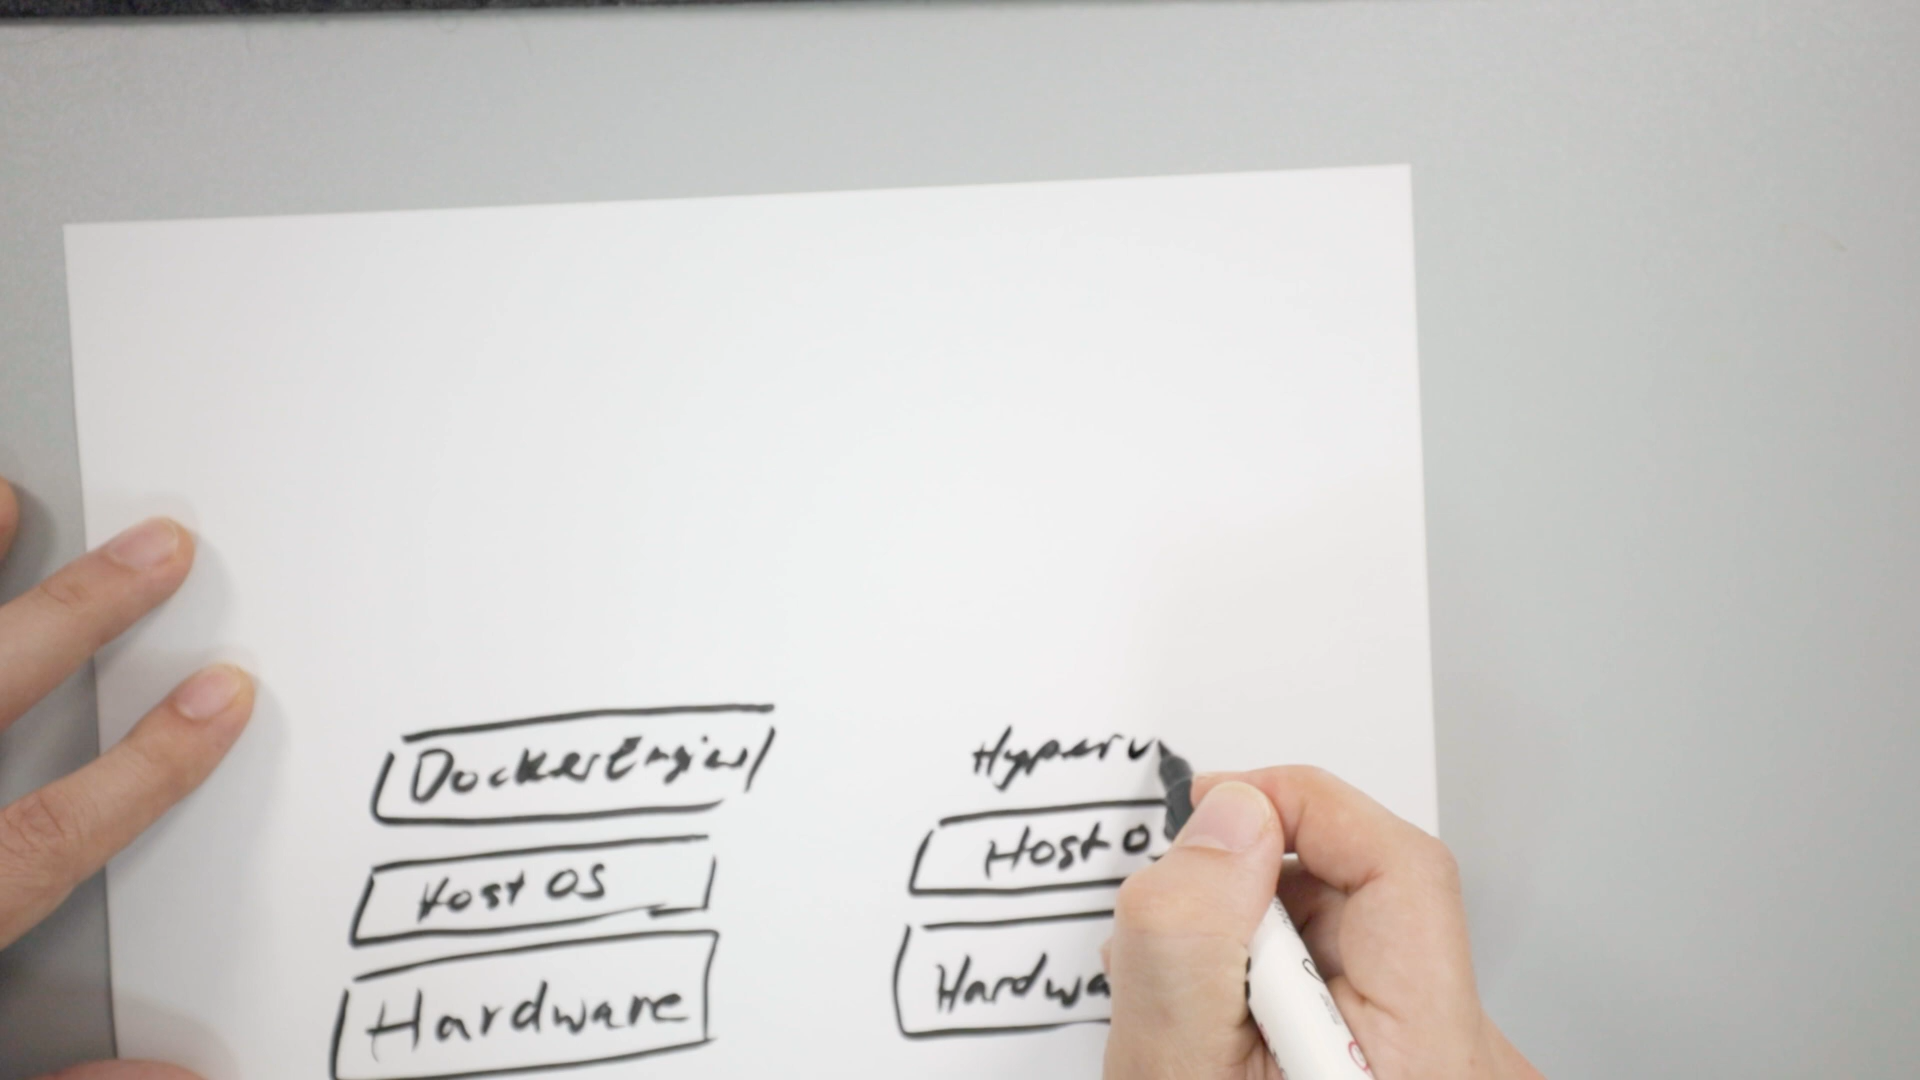 DockerEngine
Host OS
Hardware
Hyperv
Host O
Hardwa